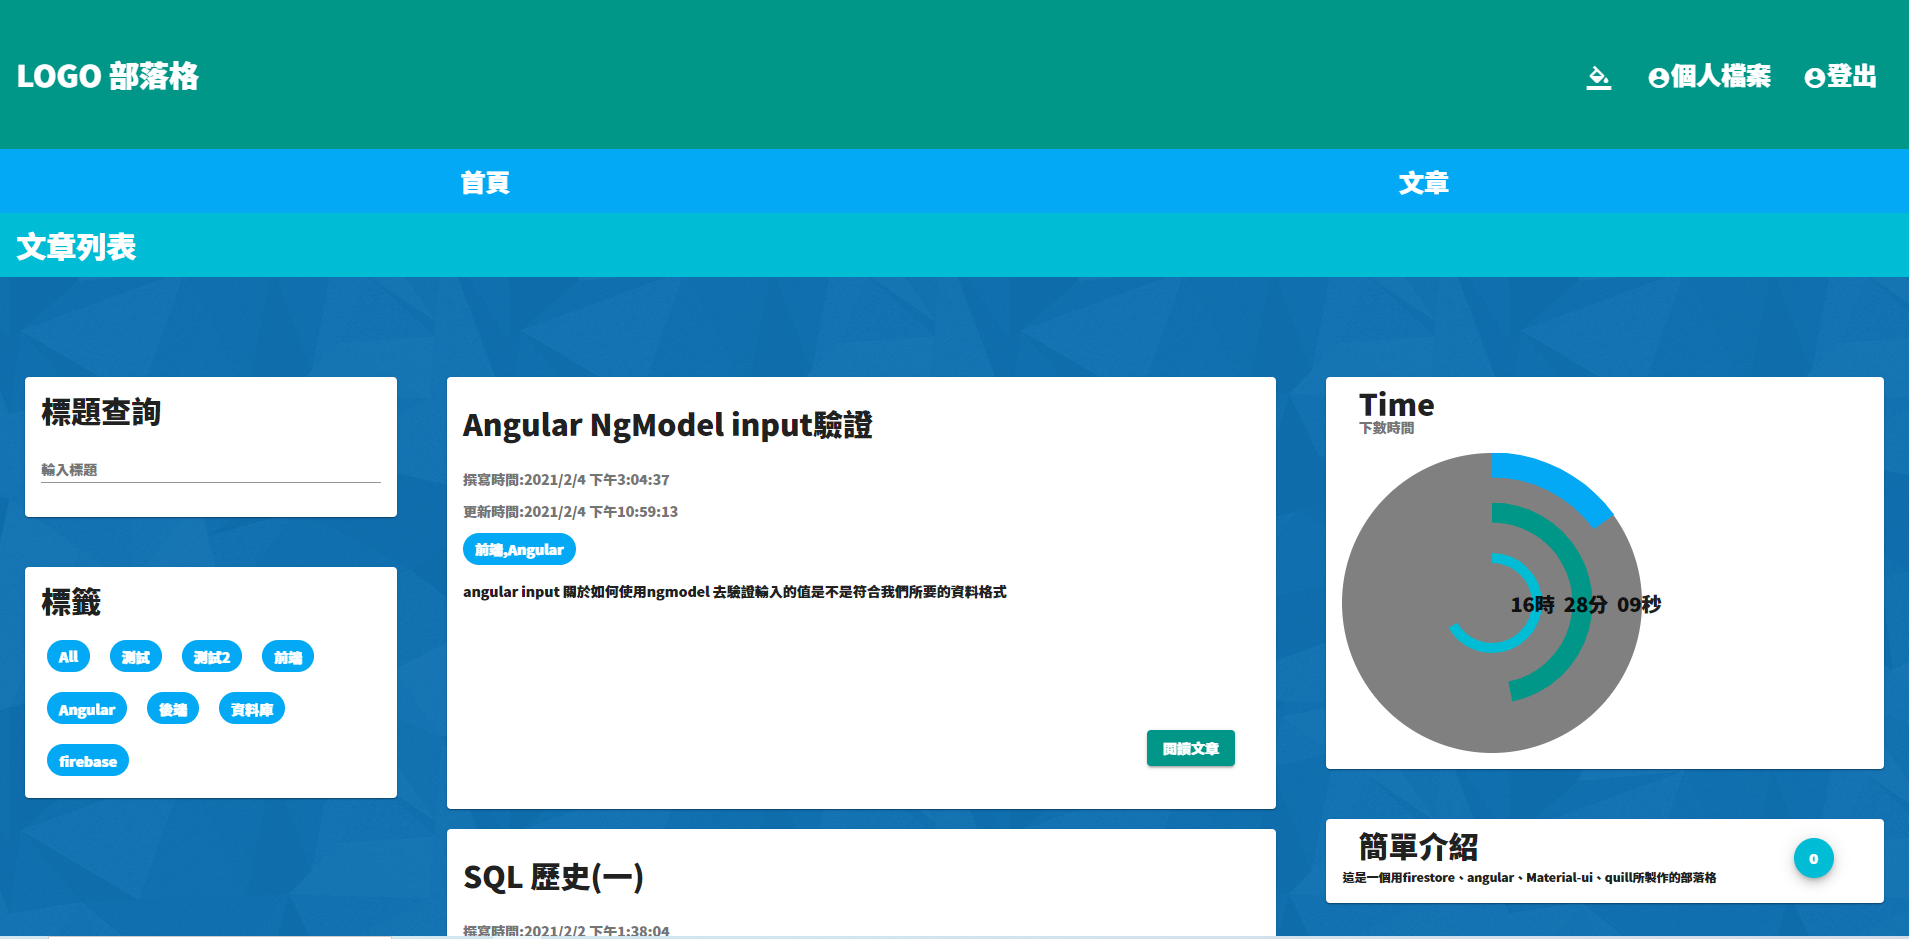 LOGO 部落格
個人檔案
登出
首頁
文章
文章列表
標題查詢
輸入標題
標籤
All
測試
測試2
前端
Angular
後端
資料庫
firebase
Angular NgModel input驗證
撰寫時間:2021/2/4 下午3:04:37
更新時間:2021/2/4 下午10:59:13
前端,Angular
angular input 關於如何使用ngmodel 去驗證輸入的值是不是符合我們所要的資料格式
閱讀文章
SQL 歷史(一)
撰寫時間:2021/2/2 下午1:38:04
Time
下數時間
16時 28分 09秒
簡單介紹
0
這是一個用firestore、angular、Material-ui、quill所製作的部落格